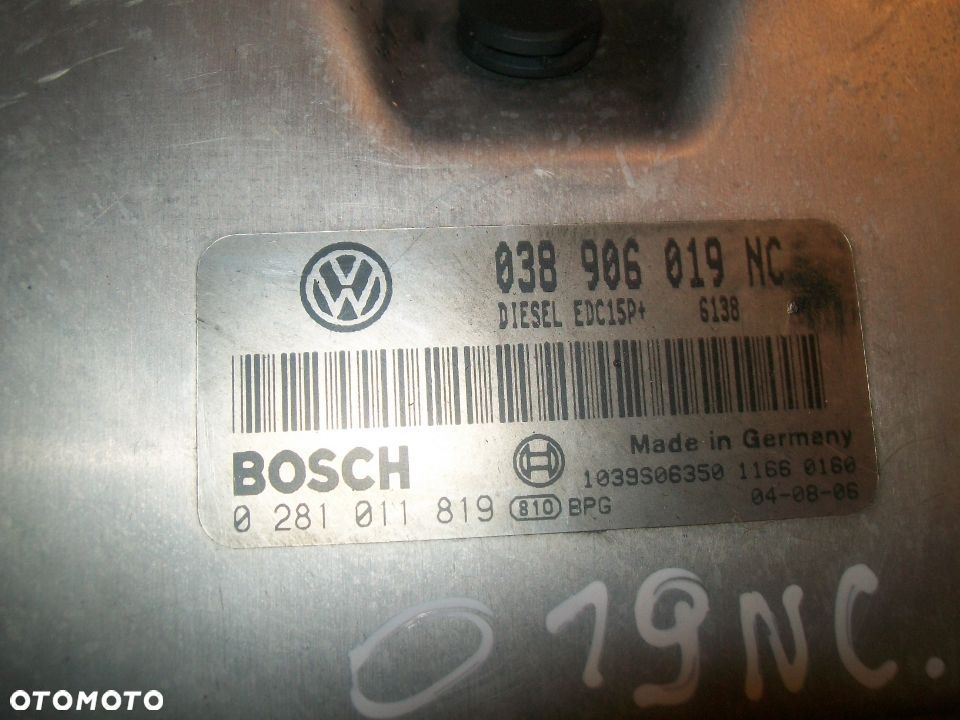 VW
038 906 019 NC
DIESEL EDC15P+ 6138
Made in Germany
BOSCH
1039S06350 1166 0160
0 281 011 819 810 BPG 04-08-06
019NC.
OTOMOTO